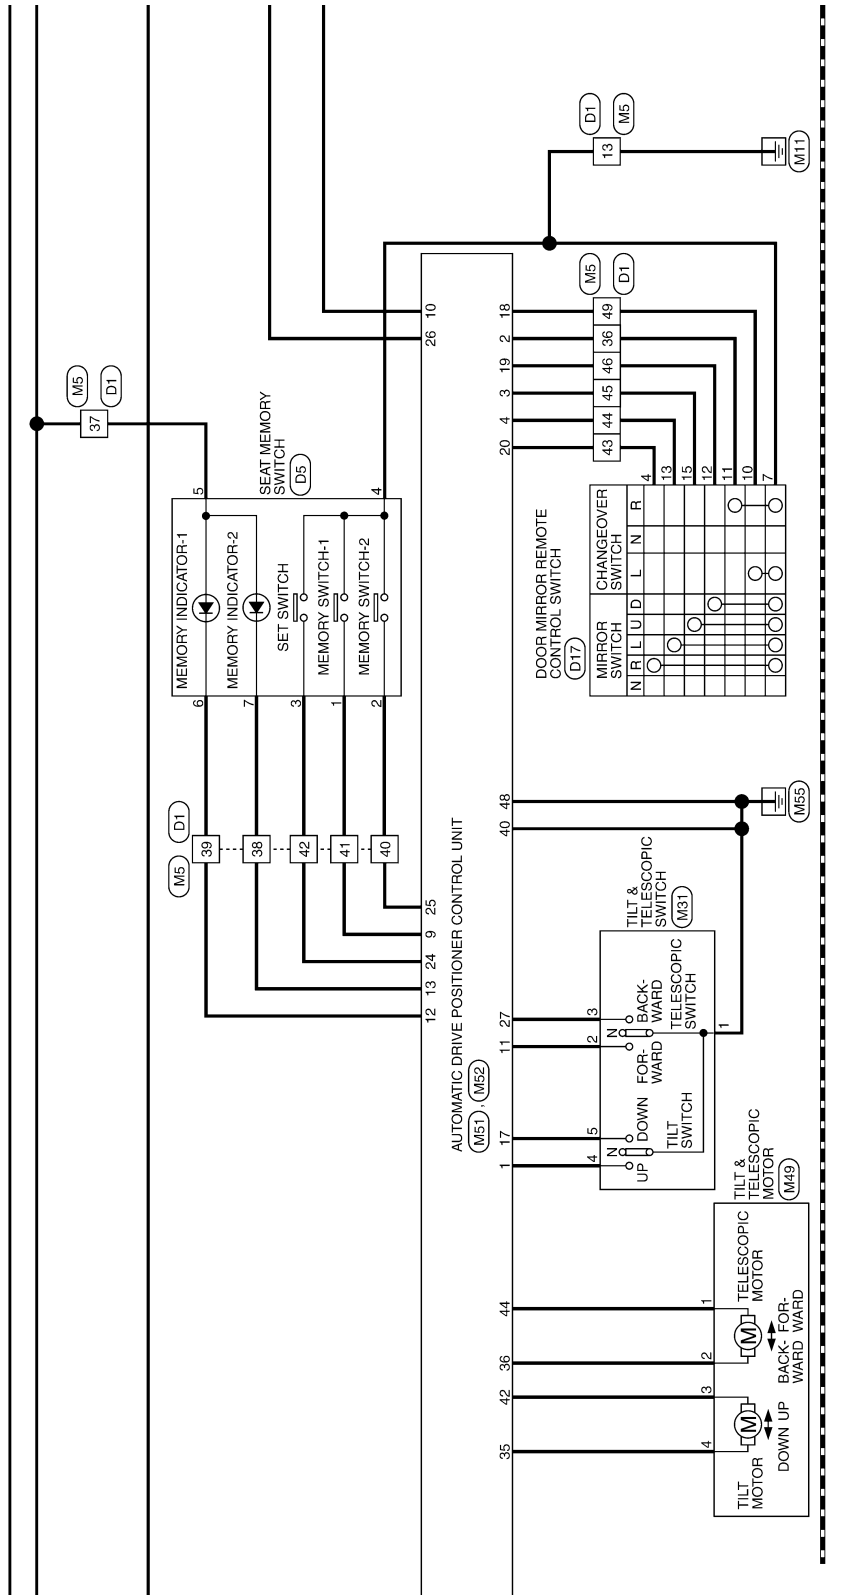 D1
M5
13
M11
M5
D1
10
26
18
2
19
3
4
20
49
36
46
45
44
43
M5
D1
37
SEAT MEMORY
SWITCH
D5
5
4
MEMORY INDICATOR-1
MEMORY INDICATOR-2
SET SWITCH
MEMORY SWITCH-1
MEMORY SWITCH-2
6
7
3
1
2
DOOR MIRROR REMOTE
CONTROL SWITCH
D17
4
13
15
12
11
10
7
MIRROR
SWITCH
CHANGEOVER
SWITCH
N R L U D L N R
M5
D1
39
38
42
41
40
25
9
24
13
12
AUTOMATIC DRIVE POSITIONER CONTROL UNIT
M51 , M52
48
40
M55
TILT &
TELESCOPIC
SWITCH
M31
27
11
17
1
3
2
5
4
1
BACK-
WARD
N
FOR-
WARD
TELESCOPIC
SWITCH
DOWN
N
UP
TILT
SWITCH
TILT &
TELESCOPIC
MOTOR
M49
44
36
42
35
1
2
3
4
TELESCOPIC
MOTOR
M
BACK- FOR-
WARD WARD
M
DOWN UP
TILT
MOTOR